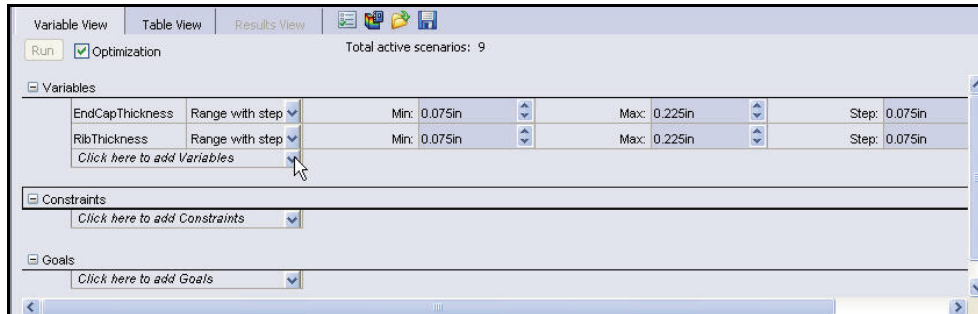 Variable View Table View Results View
Run Optimization Total active scenarios: 9
Variables
EndCapThickness Range with step Min: 0.075in Max: 0.225in Step: 0.075in
RibThickness Range with step Min: 0.075in Max: 0.225in Step: 0.075in
Click here to add Variables
Constraints
Click here to add Constraints
Goals
Click here to add Goals